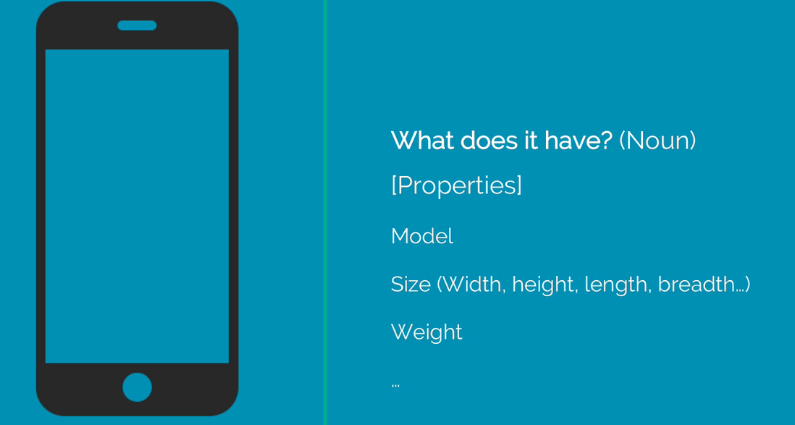 What does it have? (Noun)
[Properties]
Model
Size (Width, height, length, breadth…)
Weight
…